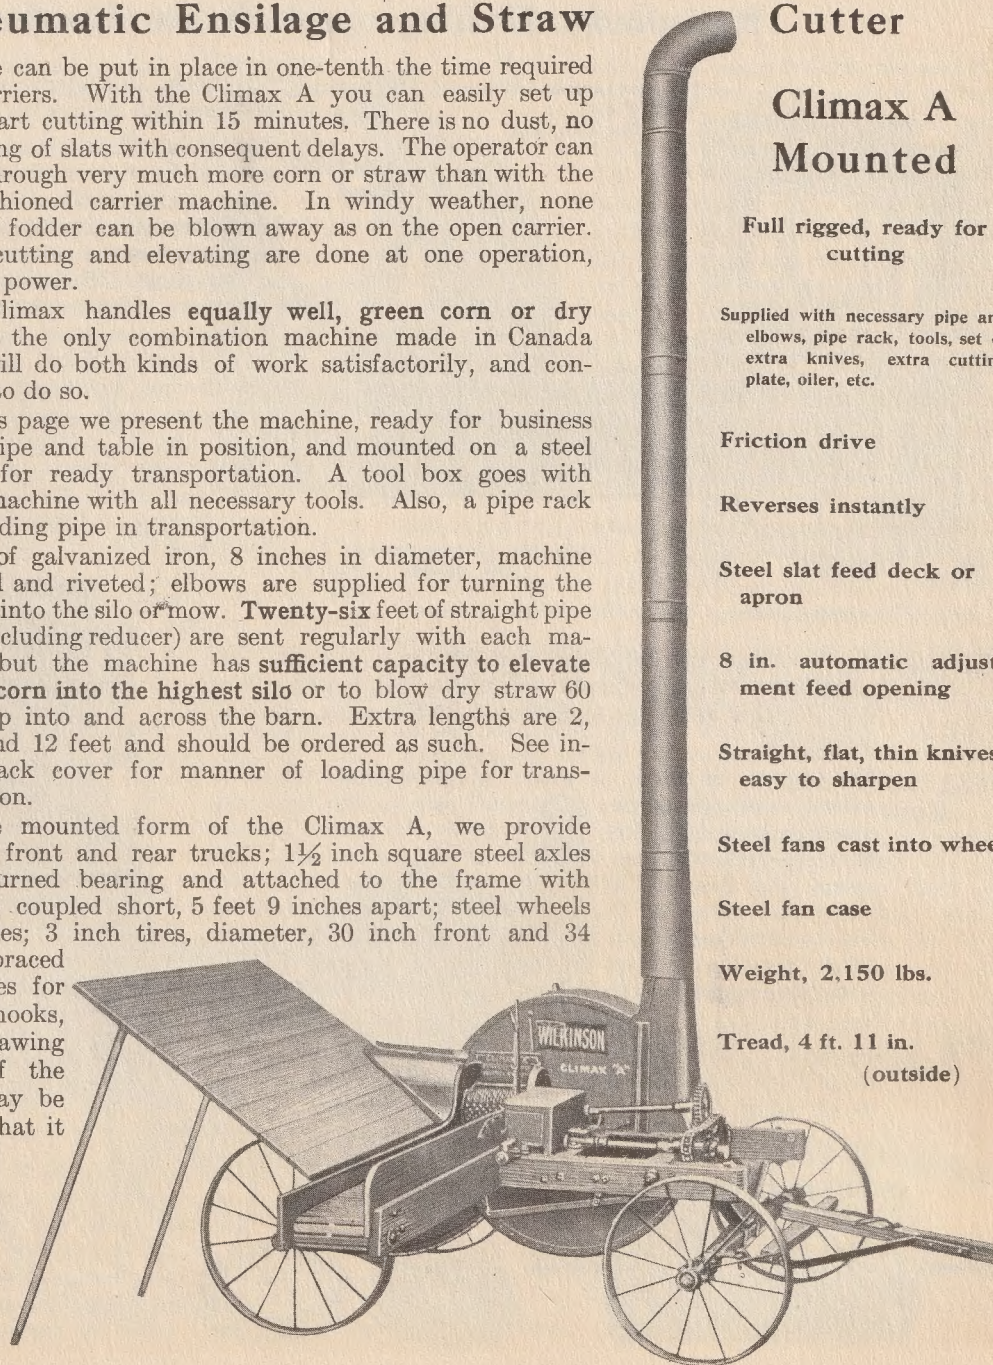 eumatic Ensilage and Straw Cutter
e can be put in place in one-tenth the time required
rriers. With the Climax A you can easily set up
art cutting within 15 minutes. There is no dust, no
ng of slats with consequent delays. The operator can
hrough very much more corn or straw than with the
hioned carrier machine. In windy weather, none
fodder can be blown away as on the open carrier.
cutting and elevating are done at one operation,
power.
limax handles equally well, green corn or dry
the only combination machine made in Canada
ill do both kinds of work satisfactorily, and con-
o do so.
s page we present the machine, ready for business
ipe and table in position, and mounted on a steel
for ready transportation. A tool box goes with
achine with all necessary tools. Also, a pipe rack
ding pipe in transportation.
of galvanized iron, 8 inches in diameter, machine
l and riveted; elbows are supplied for turning the
into the silo or mow. Twenty-six feet of straight pipe
cluding reducer) are sent regularly with each ma-
but the machine has sufficient capacity to elevate
corn into the highest silo or to blow dry straw 60
p into and across the barn. Extra lengths are 2,
nd 12 feet and should be ordered as such. See in-
ack cover for manner of loading pipe for trans-
on.
e mounted form of the Climax A, we provide
front and rear trucks; 1½ inch square steel axles
urned bearing and attached to the frame with
coupled short, 5 feet 9 inches apart; steel wheels
es; 3 inch tires, diameter, 30 inch front and 34
braced
es for
hooks,
awing
f the
ay be
hat it
Climax A
Mounted
Full rigged, ready for
cutting
Supplied with necessary pipe an
elbows, pipe rack, tools, set
extra knives, extra cuttin
plate, oiler, etc.
Friction drive
Reverses instantly
Steel slat feed deck or
apron
8 in. automatic adjust
ment feed opening
Straight, flat, thin knives
easy to sharpen
Steel fans cast into whee
Steel fan case
Weight, 2,150 lbs.
Tread, 4 ft. 11 in.
(outside)
WILKINSON
CLIMAX "A"